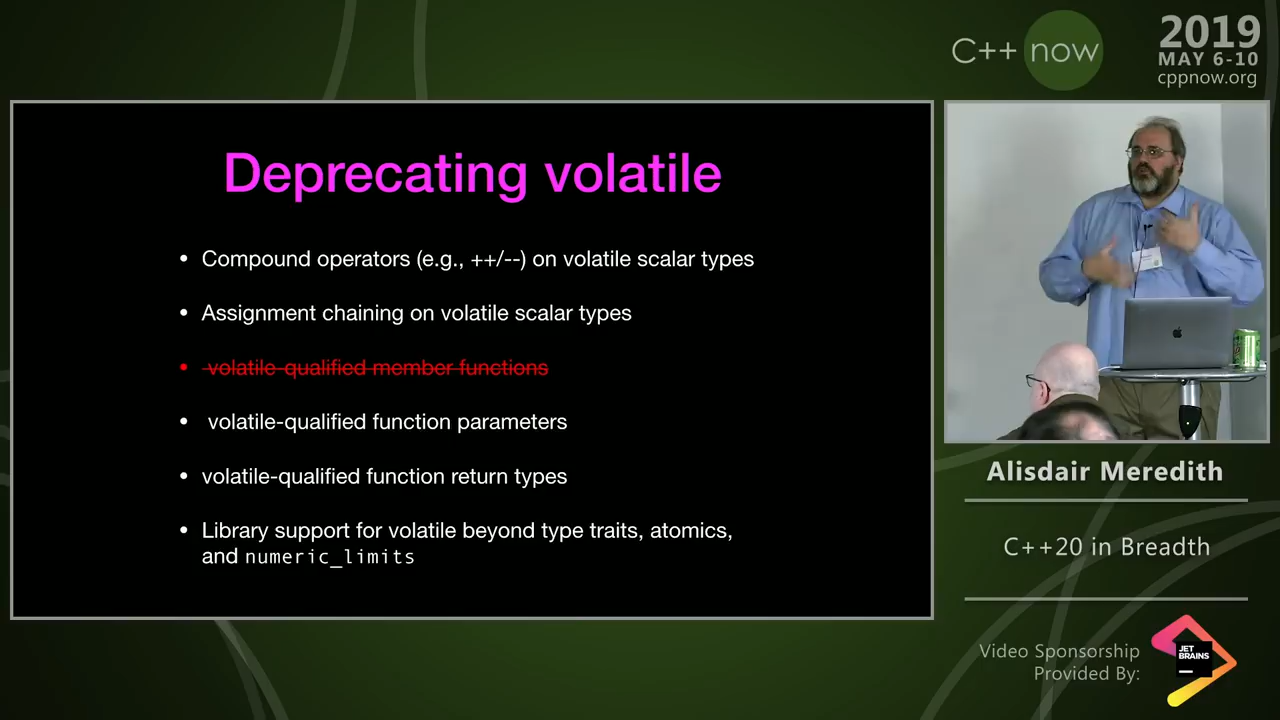 C++ now
2019
MAY 6-10
cppnow.org
Deprecating volatile
• Compound operators (e.g., ++/--) on volatile scalar types
• Assignment chaining on volatile scalar types
• volatile-qualified member functions
• volatile-qualified function parameters
• volatile-qualified function return types
• Library support for volatile beyond type traits, atomics,
and numeric_limits
Alisdair Meredith
C++20 in Breadth
Video Sponsorship
Provided By:
JET
BRAINS